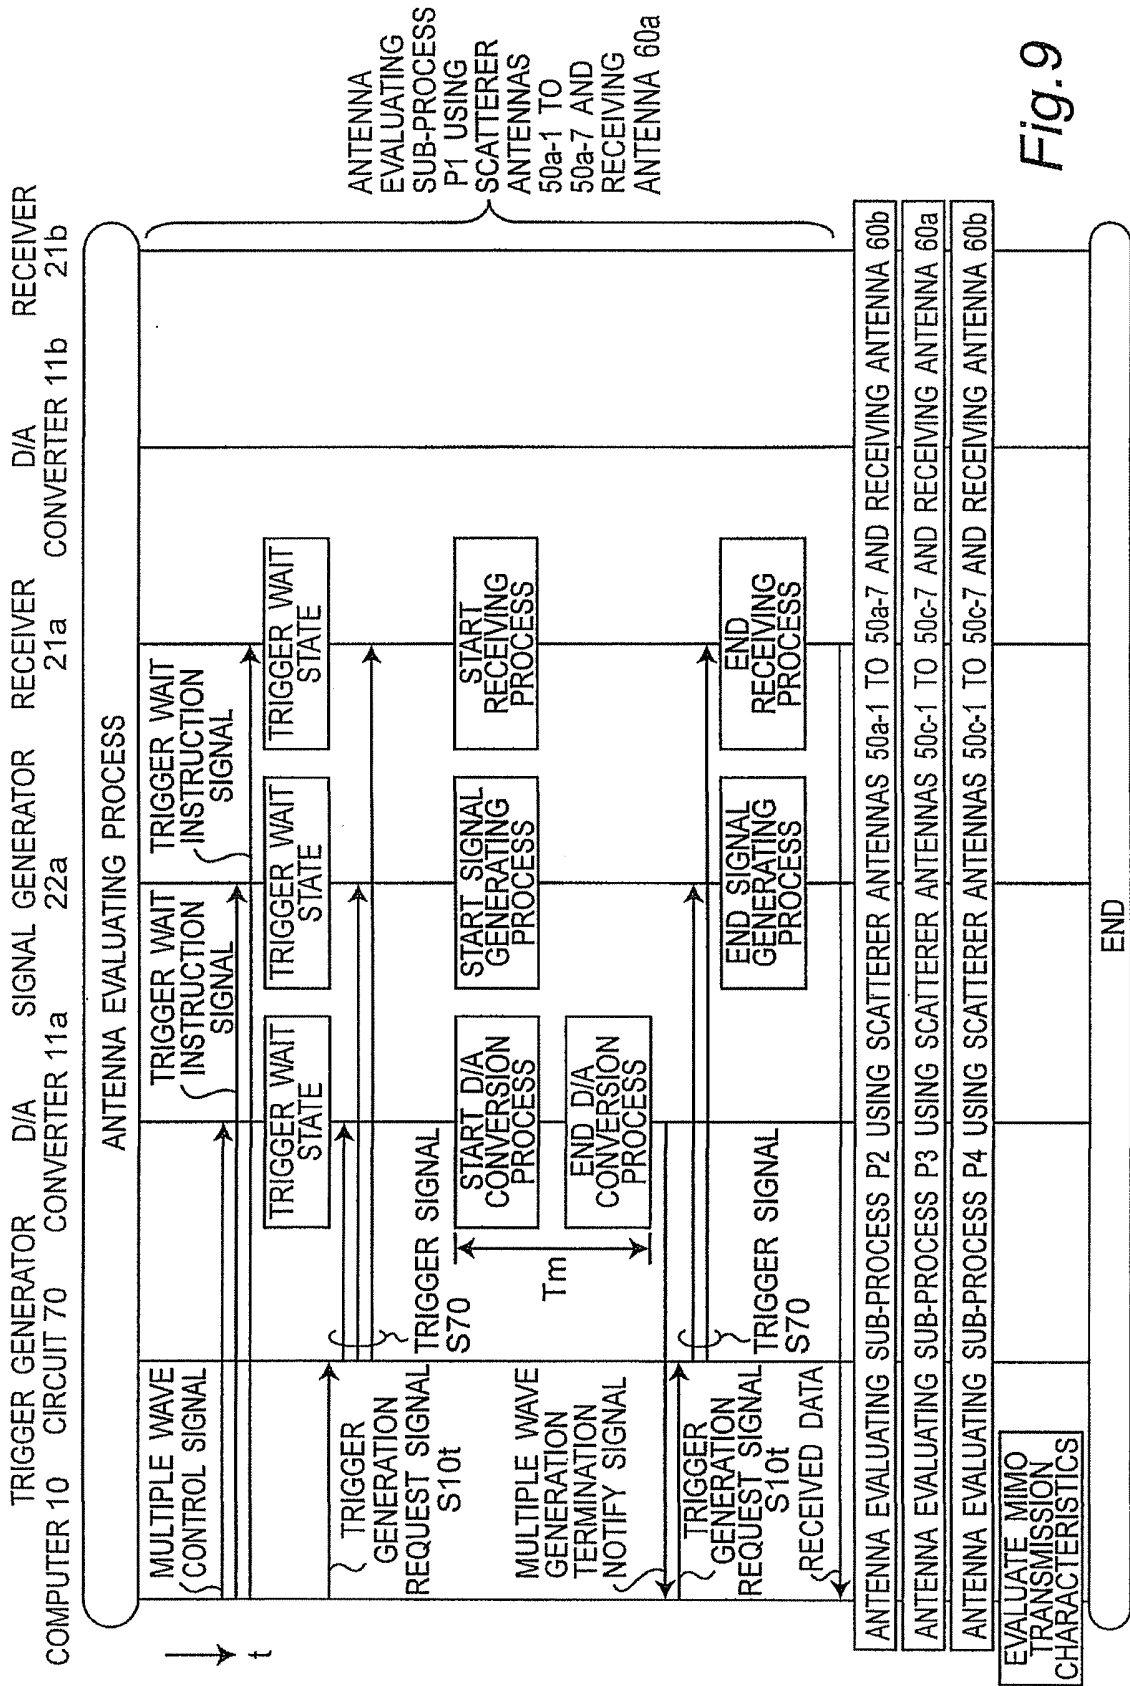 TRIGGER GENERATOR D/A SIGNAL GENERATOR RECEIVER D/A RECEIVER
COMPUTER 10 CIRCUIT 70 CONVERTER 11a 22a 21a CONVERTER 11b 21b
ANTENNA EVALUATING PROCESS
t
MULTIPLE WAVE
CONTROL SIGNAL
TRIGGER WAIT
INSTRUCTION
SIGNAL
TRIGGER WAIT
INSTRUCTION
SIGNAL
TRIGGER WAIT
STATE
TRIGGER WAIT
STATE
TRIGGER WAIT
STATE
TRIGGER
GENERATION
REQUEST SIGNAL
S10t
TRIGGER SIGNAL
S70
START D/A
CONVERSION
PROCESS
START SIGNAL
GENERATING
PROCESS
START
RECEIVING
PROCESS
Tm
END D/A
CONVERSION
PROCESS
MULTIPLE WAVE
GENERATION
TERMINATION
NOTIFY SIGNAL
TRIGGER
GENERATION
REQUEST SIGNAL
S10t
TRIGGER SIGNAL
S70
END SIGNAL
GENERATING
PROCESS
END
RECEIVING
PROCESS
RECEIVED DATA
ANTENNA
EVALUATING
SUB-PROCESS
P1 USING
SCATTERER
ANTENNAS
50a-1 TO
50a-7 AND
RECEIVING
ANTENNA 60a
ANTENNA EVALUATING SUB-PROCESS P2 USING SCATTERER ANTENNAS 50a-1 TO 50a-7 AND RECEIVING ANTENNA 60b
ANTENNA EVALUATING SUB-PROCESS P3 USING SCATTERER ANTENNAS 50c-1 TO 50c-7 AND RECEIVING ANTENNA 60a
ANTENNA EVALUATING SUB-PROCESS P4 USING SCATTERER ANTENNAS 50c-1 TO 50c-7 AND RECEIVING ANTENNA 60b
EVALUATE MIMO
TRANSMISSION
CHARACTERISTICS
END
Fig.9